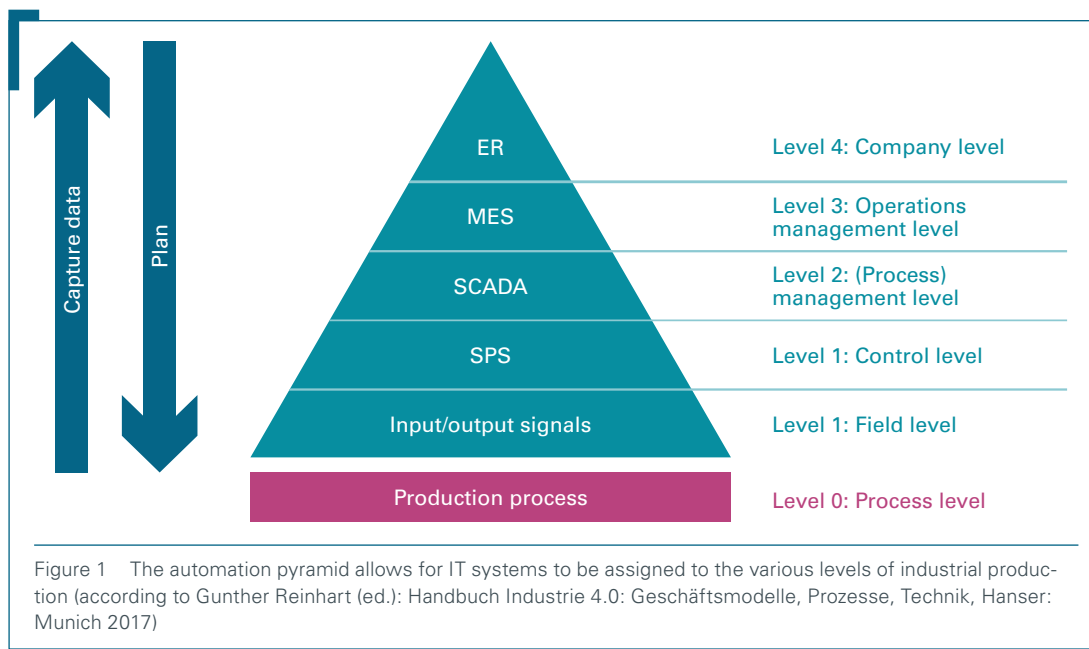 Capture data
Plan
ER
Level 4: Company level
MES
Level 3: Operations
management level
SCADA
Level 2: (Process)
management level
SPS
Level 1: Control level
Input/output signals
Level 1: Field level
Production process
Level 0: Process level
Figure 1 The automation pyramid allows for IT systems to be assigned to the various levels of industrial produc-
tion (according to Gunther Reinhart (ed.): Handbuch Industrie 4.0: Geschäftsmodelle, Prozesse, Technik, Hanser:
Munich 2017)